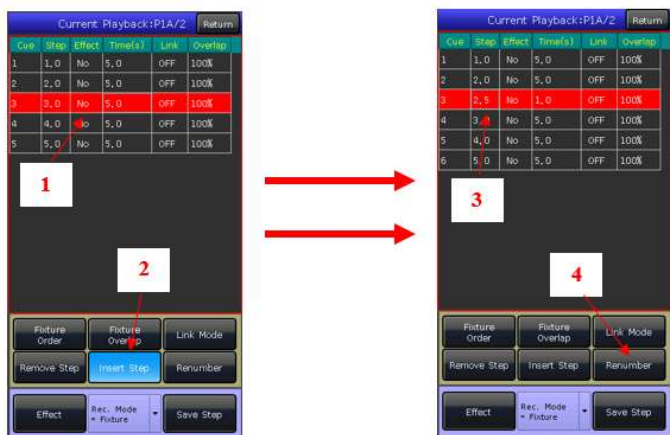 Current Playback:P1A/2 Return
Cue Step Effect Time(s) Link Overlap
1 1.0 No 5.0 OFF 100%
2 2.0 No 5.0 OFF 100%
3 3.0 No 5.0 OFF 100%
4 4.0 No 5.0 OFF 100%
5 5.0 No 5.0 OFF 100%
1
2
Fixture Order
Fixture Overlap
Link Mode
Remove Step
Insert Step
Renumber
Effect
Rec. Mode
= Fixture
Save Step
Current Playback:P1A/2 Return
Cue Step Effect Time(s) Link Overlap
1 1.0 No 5.0 OFF 100%
2 2.0 No 5.0 OFF 100%
3 2.5 No 1.0 OFF 100%
4 3.0 No 5.0 OFF 100%
5 4.0 No 5.0 OFF 100%
6 5.0 No 5.0 OFF 100%
3
4
Fixture Order
Fixture Overlap
Link Mode
Remove Step
Insert Step
Renumber
Effect
Rec. Mode
= Fixture
Save Step